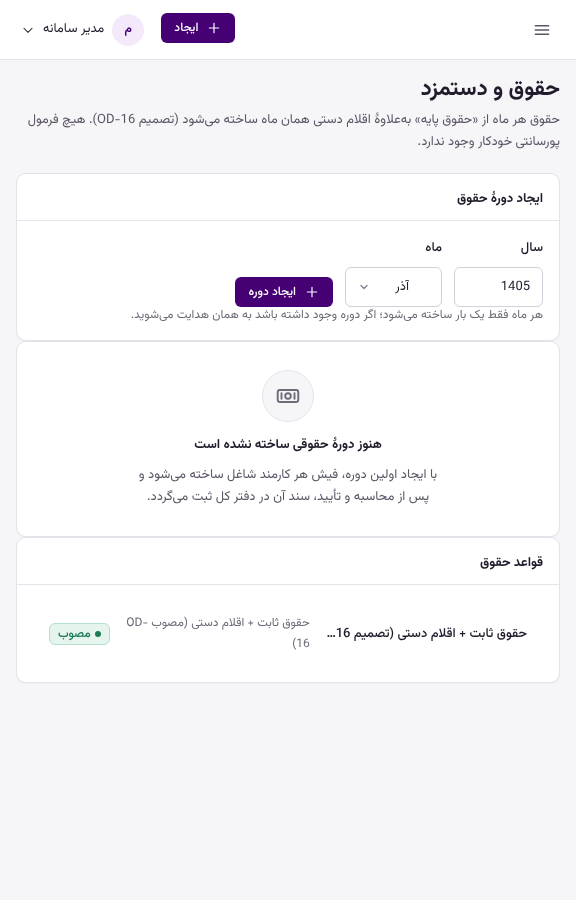 ایجاد
م
مدیر سامانه
حقوق و دستمزد
حقوق هر ماه از «حقوق پایه» به‌علاوهٔ اقلام دستی همان ماه ساخته می‌شود (تصمیم OD-16). هیچ فرمول
پورسانتی خودکار وجود ندارد.
ایجاد دورهٔ حقوق
سال
ماه
1405
آذر
ایجاد دوره
هر ماه فقط یک بار ساخته می‌شود؛ اگر دوره وجود داشته باشد به همان هدایت می‌شوید.
هنوز دورهٔ حقوقی ساخته نشده است
با ایجاد اولین دوره، فیش هر کارمند شاغل ساخته می‌شود و
پس از محاسبه و تأیید، سند آن در دفتر کل ثبت می‌گردد.
قواعد حقوق
حقوق ثابت + اقلام دستی (تصمیم 16...
حقوق ثابت + اقلام دستی (مصوب OD-
16)
مصوب